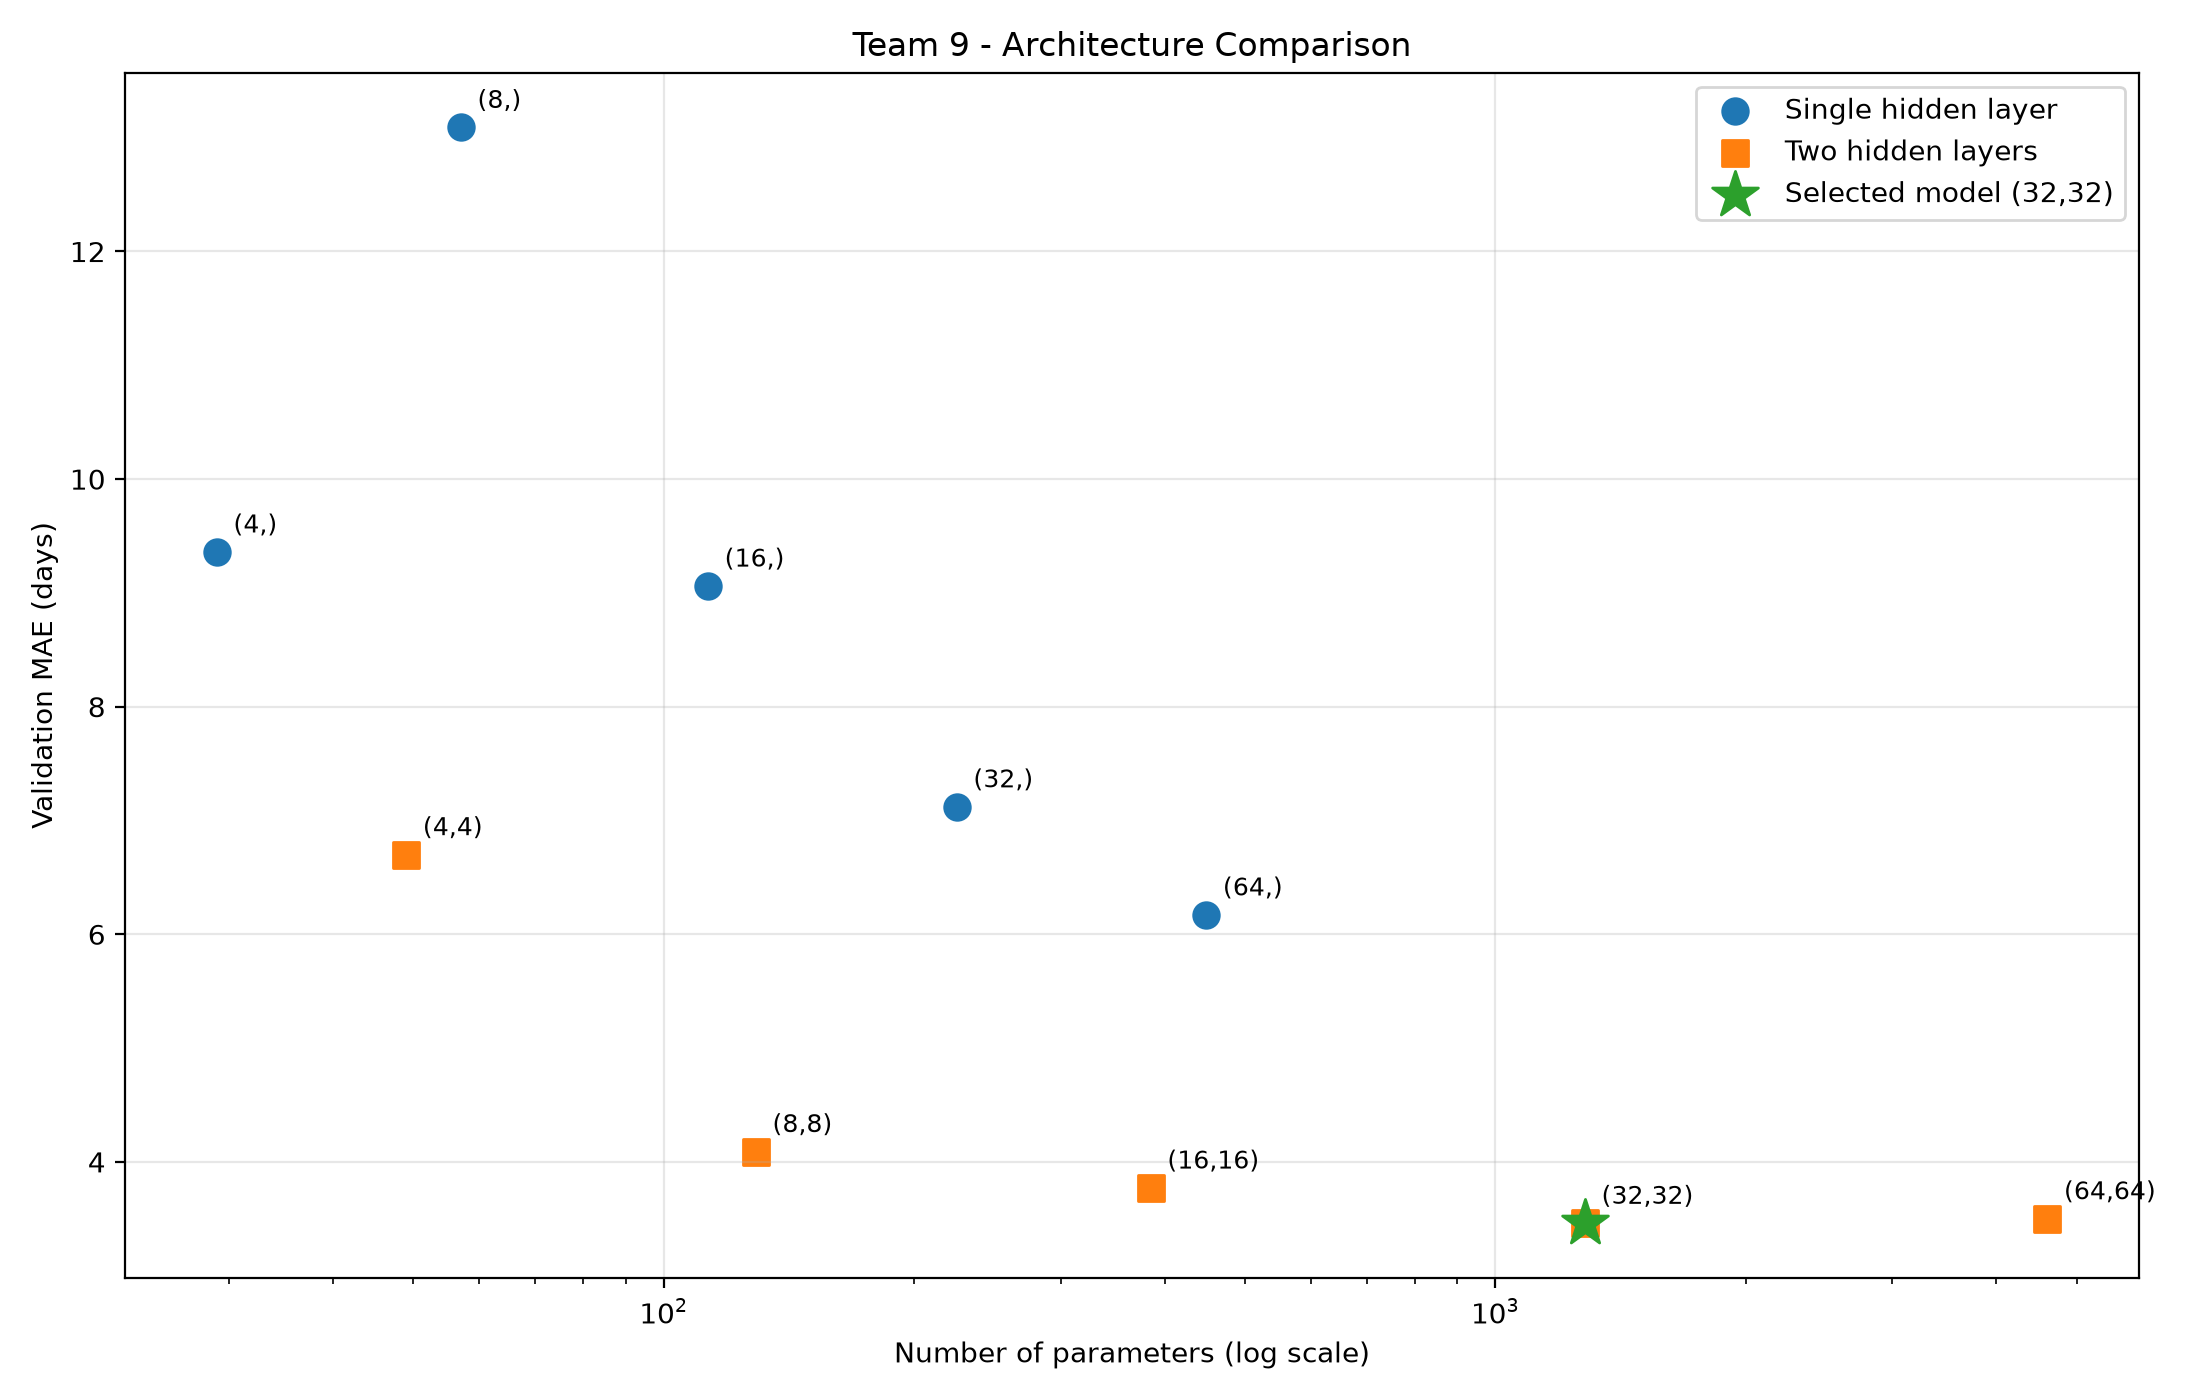 Team 9 - Architecture Comparison
(8,)
Single hidden layer
Two hidden layers
Selected model (32,32)
12
10
(4,)
(16,)
8
(32,)
(4,4)
(64,)
6
(8,8)
4
(16,16)
(32,32)
(64,64)
Validation MAE (days)
10²
10³
Number of parameters (log scale)